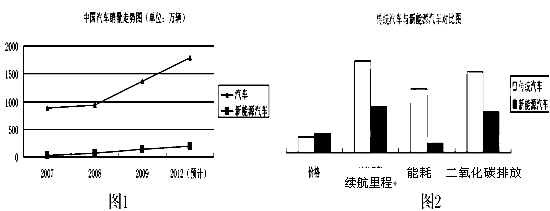 中国汽车销量走势图（单位：万辆）
2000
1500
1000
500
0
2007 2008 2009 2012（预计）
汽车
新能源汽车
图1
传统汽车与新能源汽车对比图
传统汽车
新能源汽车
价格 续航里程 能耗 二氧化碳排放
图2